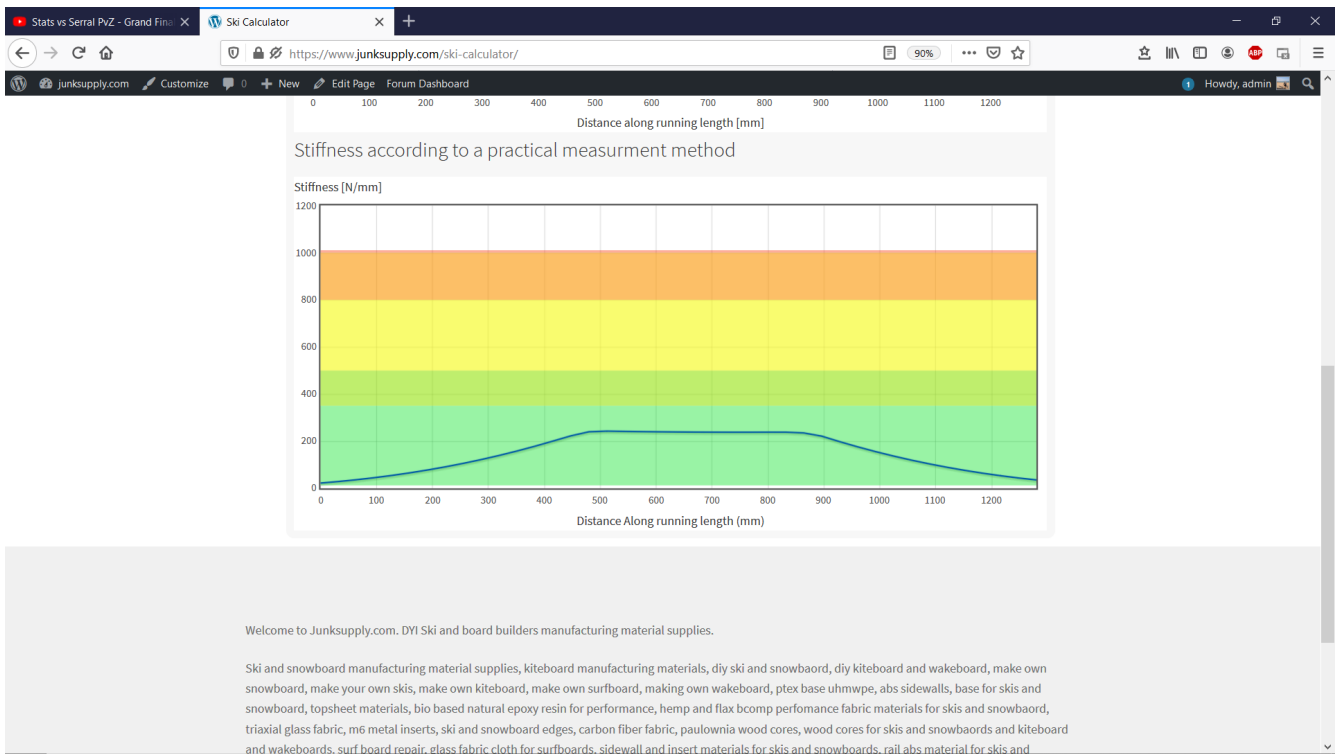 Stats vs Serral PvZ - Grand Fina
Ski Calculator
https://www.junksupply.com/ski-calculator/
90%
ABP
junksupply.com Customize 0 New Edit Page Forum Dashboard
1 Howdy, admin
0 100 200 300 400 500 600 700 800 900 1000 1100 1200
Distance along running length [mm]
Stiffness according to a practical measurment method
Stiffness [N/mm]
1200
1000
800
600
400
200
0
0 100 200 300 400 500 600 700 800 900 1000 1100 1200
Distance Along running length (mm)
Welcome to Junksupply.com. DYI Ski and board builders manufacturing material supplies.
Ski and snowboard manufacturing material supplies, kiteboard manufacturing materials, diy ski and snowbaord, diy kiteboard and wakeboard, make own
snowboard, make your own skis, make own kiteboard, make own surfboard, making own wakeboard, ptex base uhmwpe, abs sidewalls, base for skis and
snowboard, topsheet materials, bio based natural epoxy resin for performance, hemp and flax bcomp perfomance fabric materials for skis and snowbaord,
triaxial glass fabric, m6 metal inserts, ski and snowboard edges, carbon fiber fabric, paulownia wood cores, wood cores for skis and snowbaords and kiteboard
and wakeboards, surf board repair, glass fabric cloth for surfboards, sidewall and insert materials for skis and snowboards, rail abs material for skis and